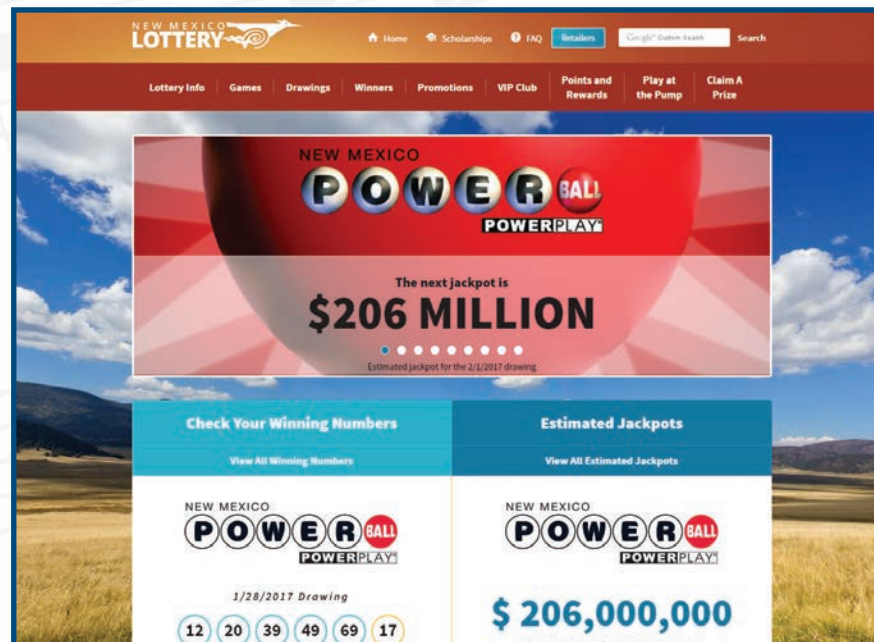 NEW MEXICO
LOTTERY
Home Scholarships FAQ Retailers Google™ Custom Search Search
Lottery Info Games Drawings Winners Promotions VIP Club Points and Rewards Play at the Pump Claim A Prize
NEW MEXICO
POWERBALL
POWERPLAY®
The next jackpot is
$206 MILLION
Estimated jackpot for the 2/1/2017 drawing
Check Your Winning Numbers
View All Winning Numbers
NEW MEXICO
POWERBALL
POWERPLAY®
1/28/2017 Drawing
12 20 39 49 69 17
Estimated Jackpots
View All Estimated Jackpots
NEW MEXICO
POWERBALL
POWERPLAY®
$ 206,000,000